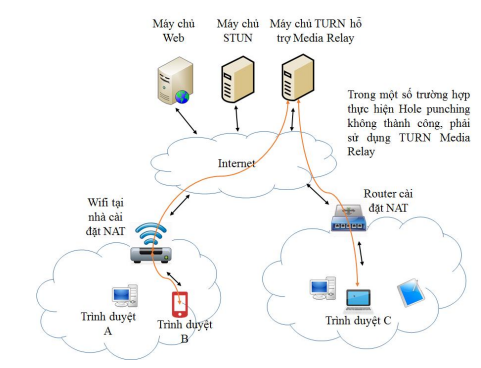 Máy chủ
Web
Máy chủ
STUN
Máy chủ TURN hỗ
trợ Media Relay
Trong một số trường hợp
thực hiện Hole punching
không thành công, phải
sử dụng TURN Media
Relay
Internet
Wifi tại
nhà cài
đặt NAT
Router cài
đặt NAT
Trình duyệt
A
Trình duyệt
B
Trình duyệt C